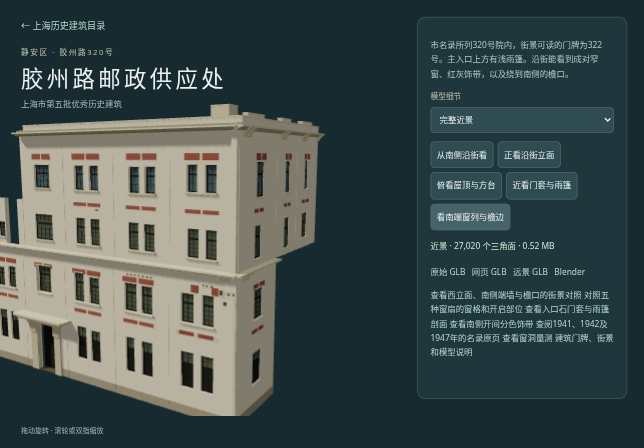 ← 上海历史建筑目录
静安区 · 胶州路320号
胶州路邮政供应处
上海市第五批优秀历史建筑
市名录所列320号院内，街景可读的门牌为322
号。主入口上方有浅雨篷。沿街能看到成对窄
窗、红灰饰带，以及绕到南侧的檐口。
模型细节
完整近景
从南侧沿街看
正看沿街立面
俯看屋顶与方台
近看门套与雨篷
看南端窗列与檐边
近景 · 27,020 个三角面 · 0.52 MB
原始 GLB 网页 GLB 远景 GLB Blender
查看西立面、南侧端墙与檐口的街景对照 对照五
种窗扇的窗格和开启部位 查看入口石门套与雨篷
剖面 查看南侧开间分色饰带 查阅1941、1942及
1947年的名录原页 查看窗洞量测 建筑门牌、街景
和模型说明
拖动旋转 · 滚轮或双指缩放